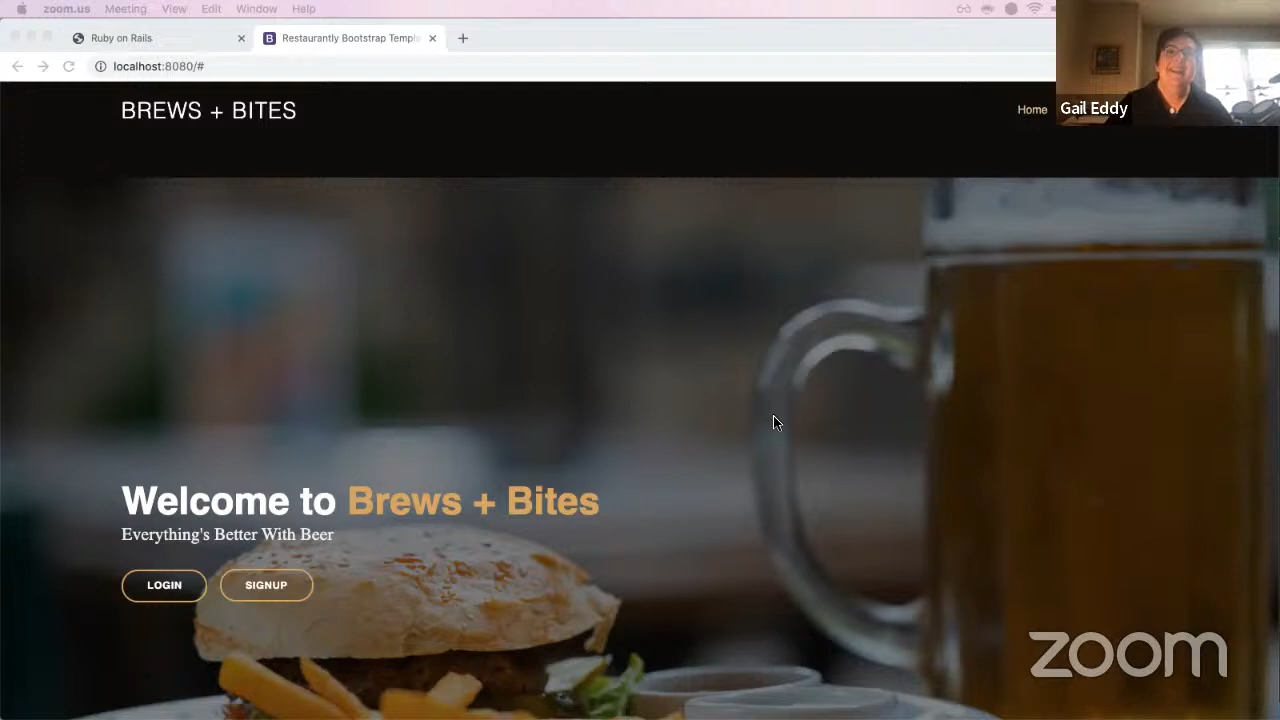 zoom.us Meeting View Edit Window Help
Ruby on Rails
Restaurantly Bootstrap Templa
localhost:8080/#
BREWS + BITES
Home
Gail Eddy
Welcome to Brews + Bites
Everything's Better With Beer
LOGIN SIGNUP
zoom